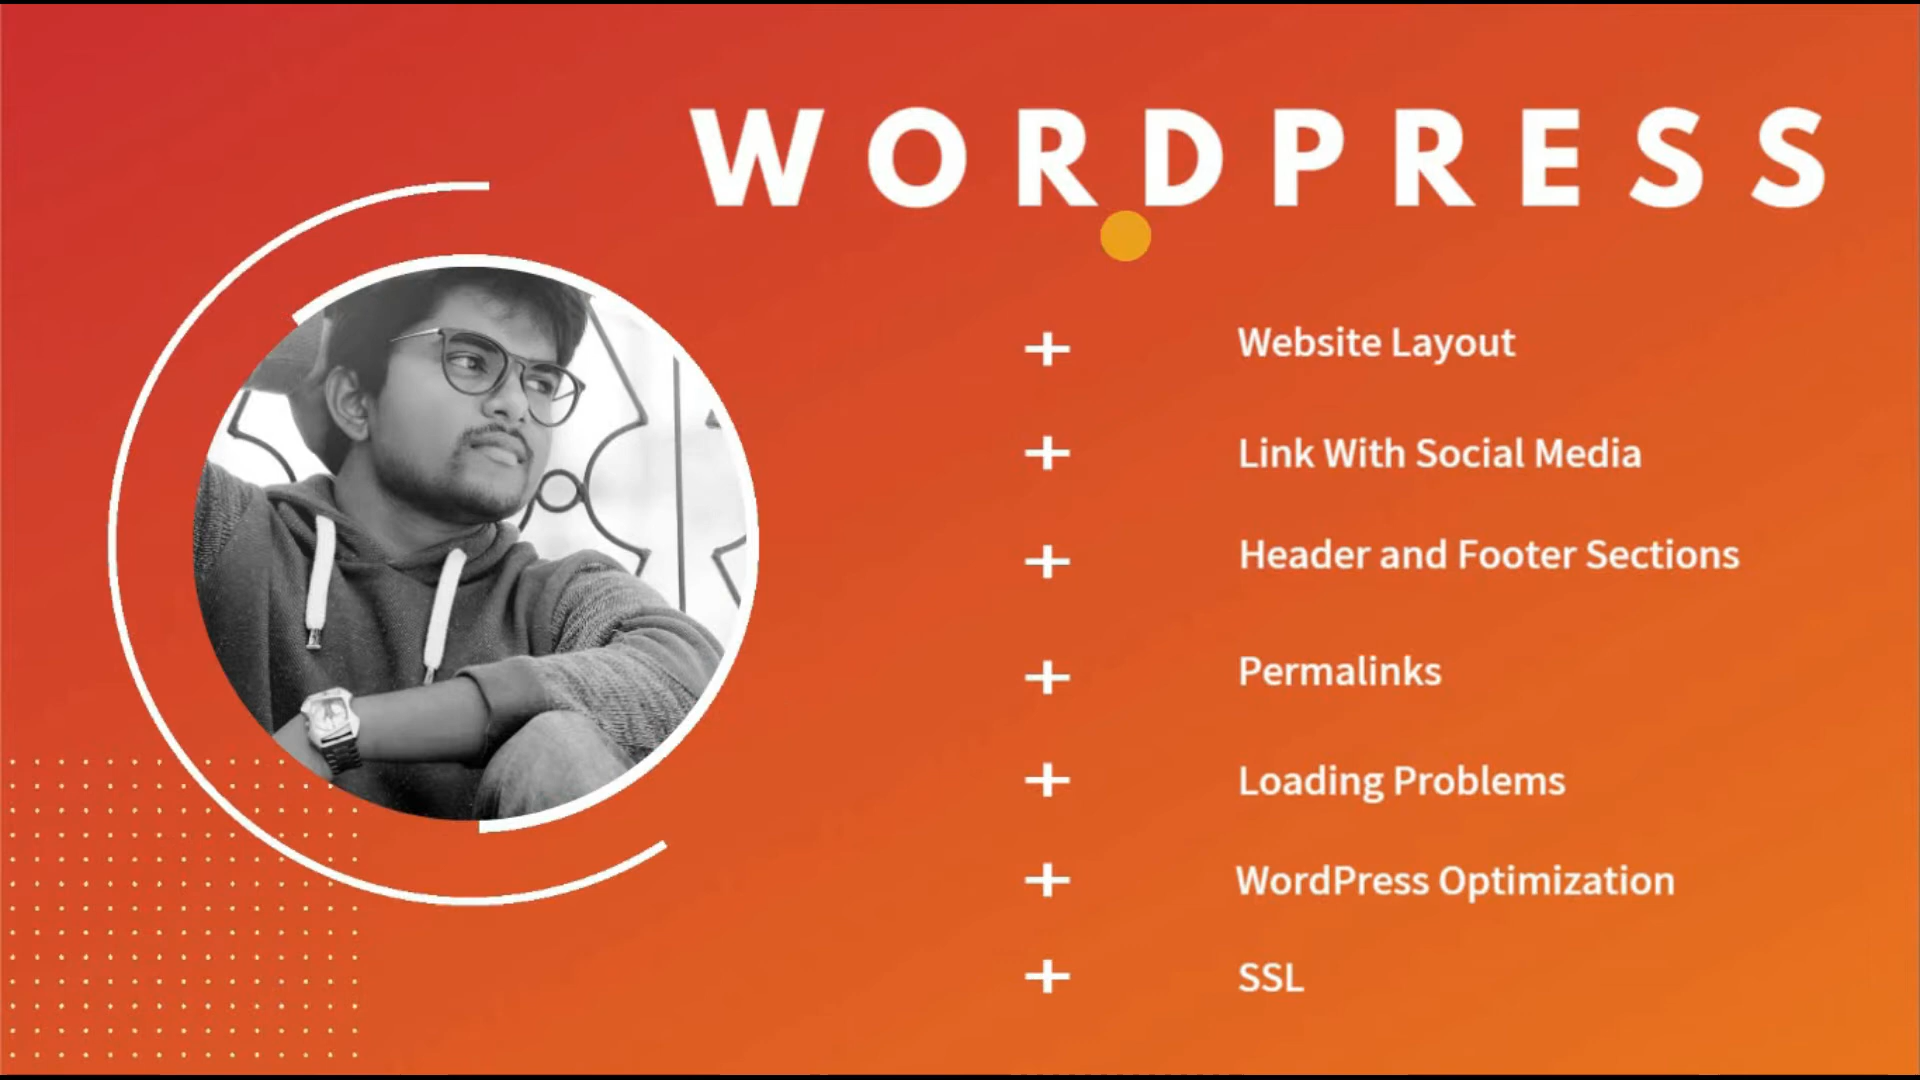 WORDPRESS
Website Layout
Link With Social Media
Header and Footer Sections
Permalinks
Loading Problems
WordPress Optimization
SSL